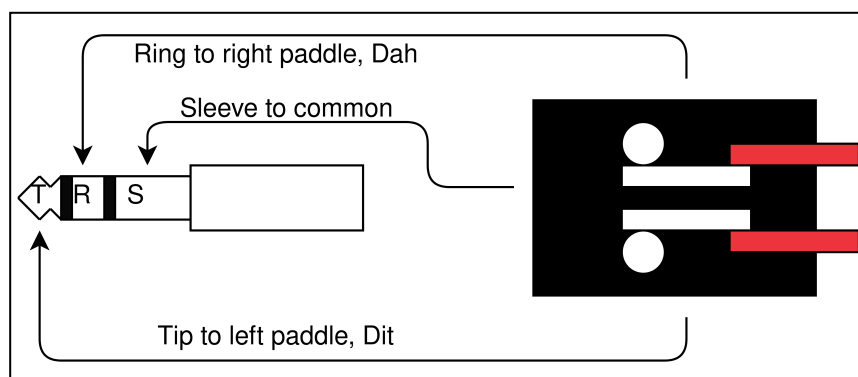 Ring to right paddle, Dah
Sleeve to common
T R S
Tip to left paddle, Dit